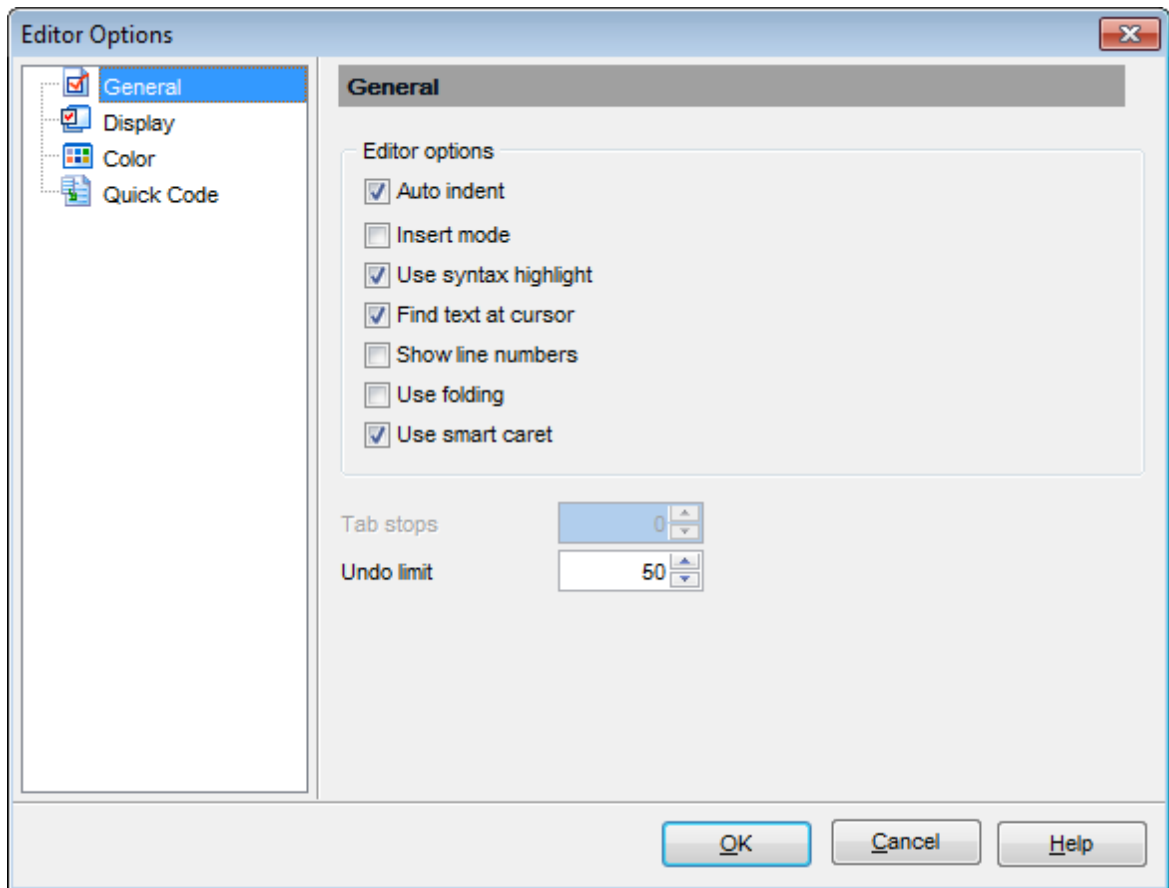 Editor Options
General
Display
Color
Quick Code
General
Editor options
Auto indent
Insert mode
Use syntax highlight
Find text at cursor
Show line numbers
Use folding
Use smart caret
Tab stops 0
Undo limit 50
OK Cancel Help